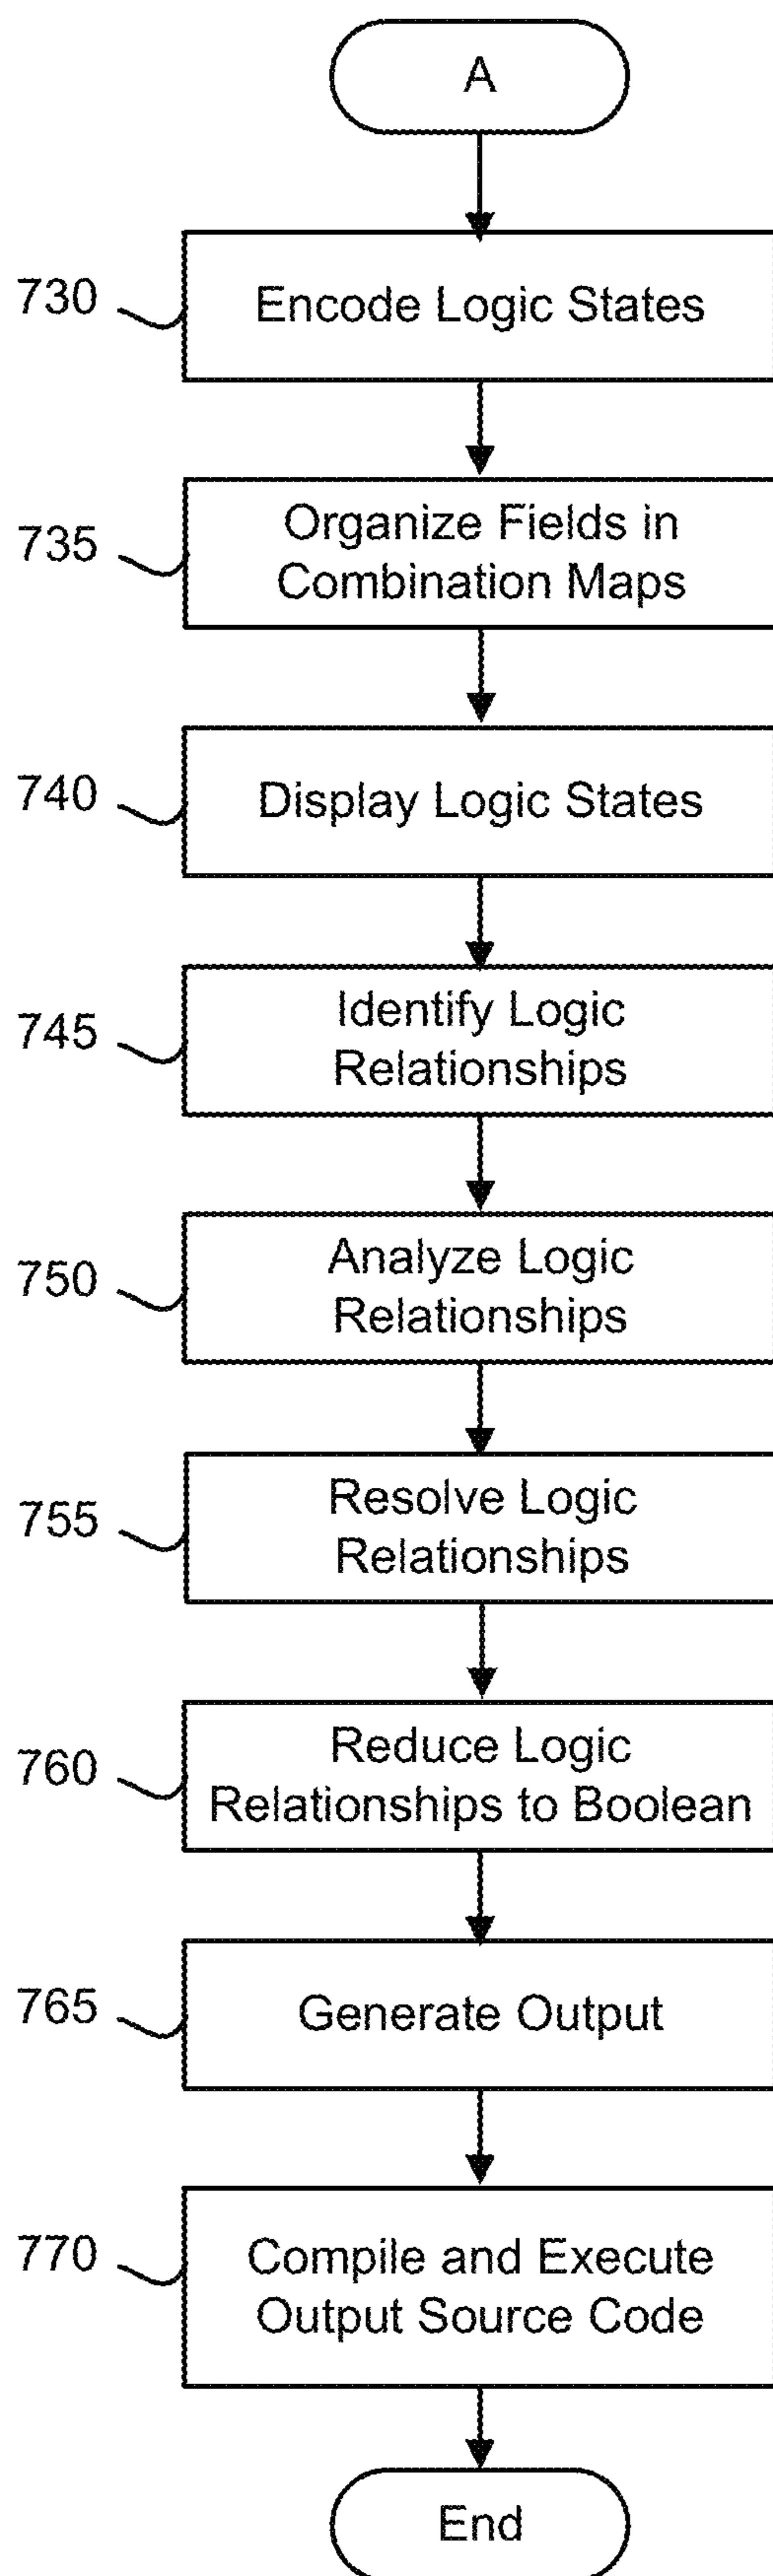 A
730
Encode Logic States
735
Organize Fields in
Combination Maps
740
Display Logic States
745
Identify Logic
Relationships
750
Analyze Logic
Relationships
755
Resolve Logic
Relationships
760
Reduce Logic
Relationships to Boolean
765
Generate Output
770
Compile and Execute
Output Source Code
End